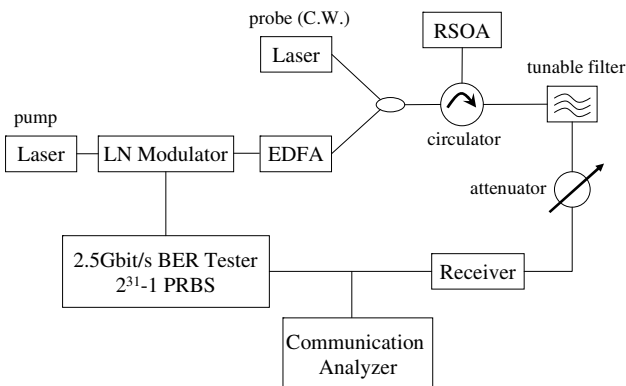 probe (C.W.)
RSOA
Laser
tunable filter
pump
circulator
Laser
LN Modulator
EDFA
attenuator
2.5Gbit/s BER Tester
2³¹-1 PRBS
Receiver
Communication
Analyzer